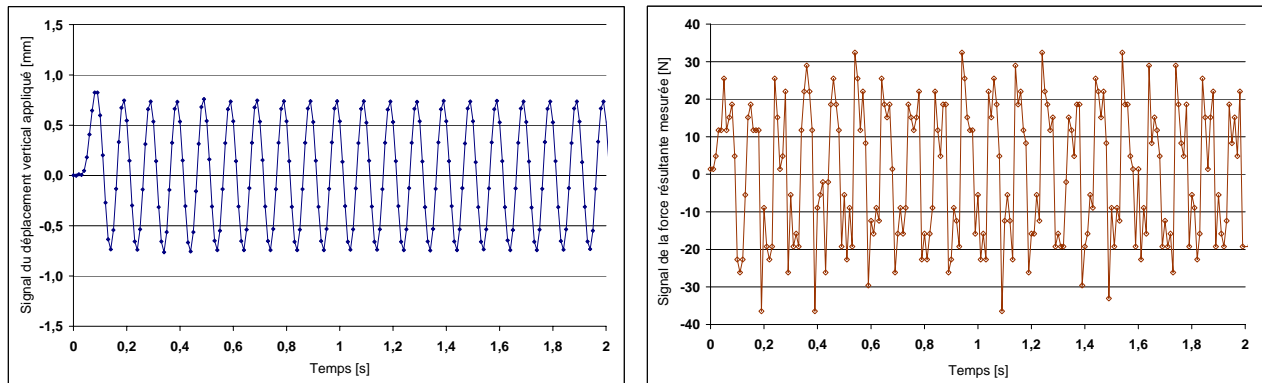 Signal du déplacement vertical appliqué [mm]
1,5
1,0
0,5
0,0
-0,5
-1,0
-1,5
0 0,2 0,4 0,6 0,8 1 1,2 1,4 1,6 1,8 2
Temps [s]
Signal de la force résultante mesurée [N]
40
30
20
10
0
-10
-20
-30
-40
0 0,2 0,4 0,6 0,8 1 1,2 1,4 1,6 1,8 2
Temps [s]